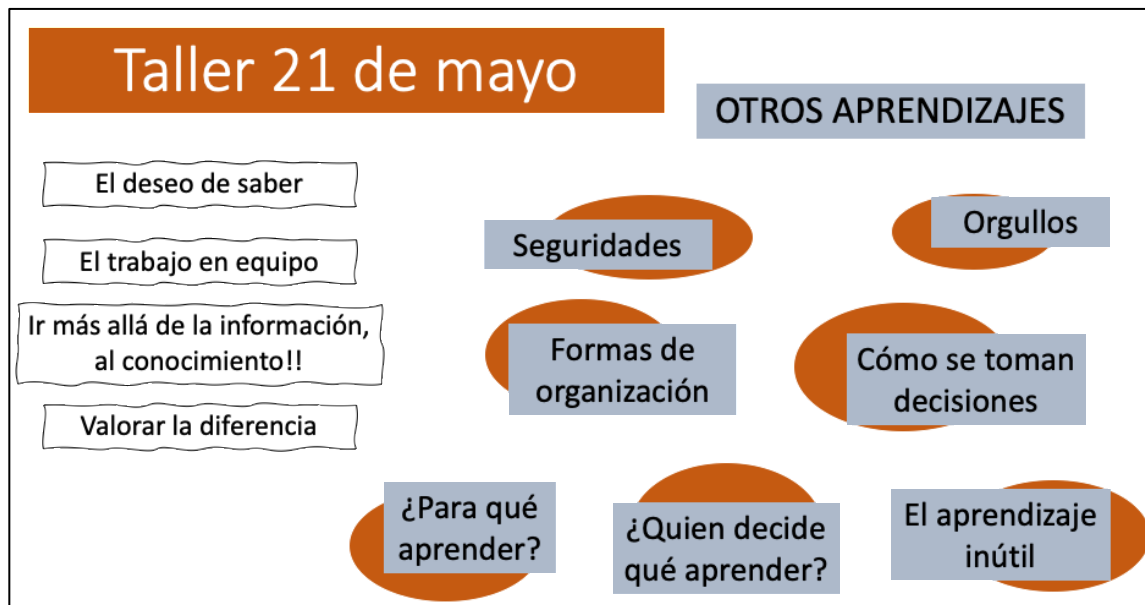 Taller 21 de mayo
OTROS APRENDIZAJES
El deseo de saber
El trabajo en equipo
Ir más allá de la información,
al conocimiento!!
Valorar la diferencia
Seguridades
Orgullos
Formas de
organización
Cómo se toman
decisiones
¿Para qué
aprender?
¿Quien decide
qué aprender?
El aprendizaje
inútil